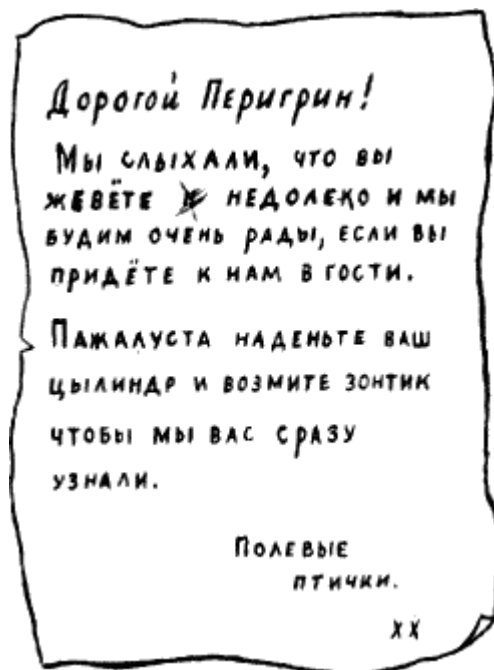 Дорогой Перигрин!
Мы слыхали, что вы
жевёте недолеко и мы
будим очень рады, если вы
придёте к нам в гости.
Пажалуста наденьте ваш
цылиндр и возмите зонтик
чтобы мы вас сразу
узнали.
Полевые
птички.
хх